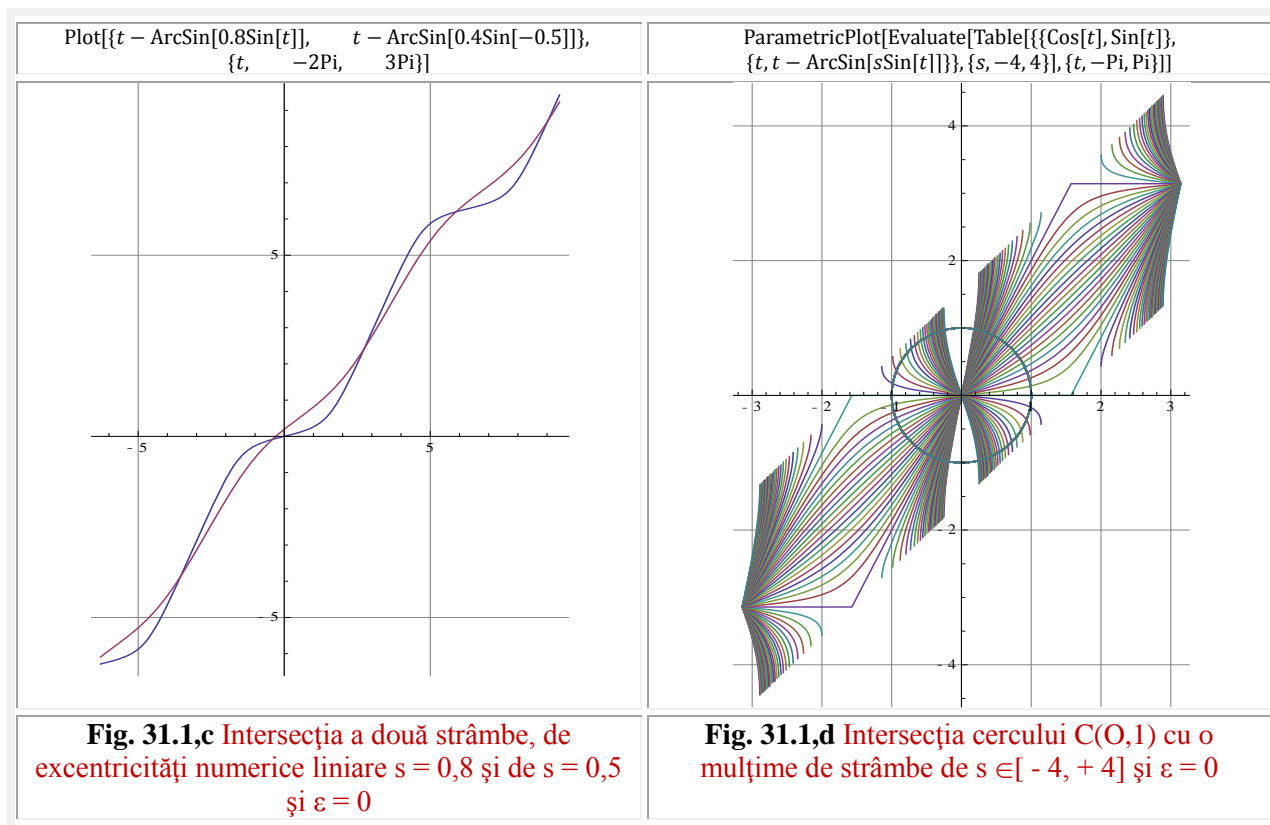 Plot[{t − ArcSin[0.8Sin[t]], t − ArcSin[0.4Sin[−0.5]]},
{t, −2Pi, 3Pi}]
ParametricPlot[Evaluate[Table[{{Cos[t], Sin[t]},
{t, t − ArcSin[sSin[t]]}}, {s, −4, 4}], {t, −Pi, Pi}]]
5
- 5
5
- 5
4
2
- 3
- 2
- 1
1
2
3
- 2
- 4
Fig. 31.1,c Intersecţia a două strâmbe, de
excentricităţi numerice liniare s = 0,8 şi de s = 0,5
şi ε = 0
Fig. 31.1,d Intersecţia cercului C(O,1) cu o
mulţime de strâmbe de s ∈[ - 4, + 4] şi ε = 0